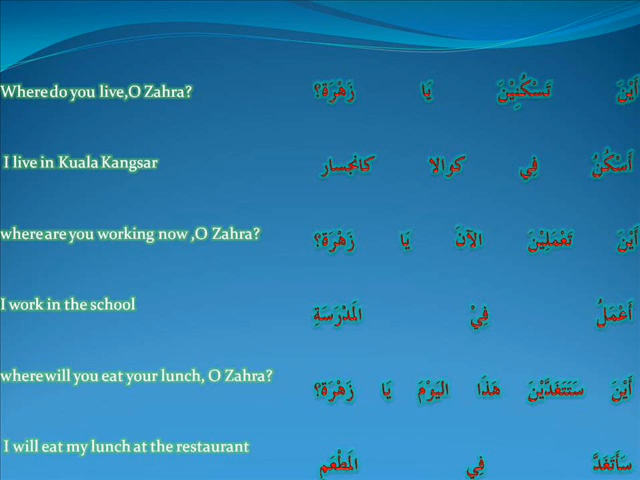 Where do you live,O Zahra?
أَيْنَ تَسْكُنِيْنَ يَا زَهْرَة؟
I live in Kuala Kangsar
أَسْكُنُ فِي كوالا كانجسار
where are you working now ,O Zahra?
أَيْنَ تَعْمَلِيْنَ الآنَ يَا زَهْرَة؟
I work in the school
أَعْمَلُ فِيْ المَدْرَسَةِ
where will you eat your lunch, O Zahra?
أَيْنَ سَتَتَغَدَّيْنَ هَذَا اليَوْمَ يَا زَهْرَة؟
I will eat my lunch at the restaurant
سَأَتَغَدَّ فِي المَطْعَمِ